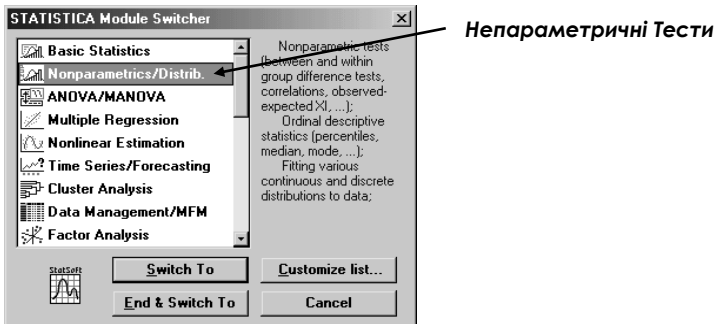 STATISTICA Module Switcher
Basic Statistics
Nonparametrics/Distrib.
ANOVA/MANOVA
Multiple Regression
Nonlinear Estimation
Time Series/Forecasting
Cluster Analysis
Data Management/MFM
Factor Analysis
Nonparametric tests
(between and within
group difference tests,
correlations, observed-
expected XI, ...);
Ordinal descriptive
statistics (percentiles,
median, mode, ...);
Fitting various
continuous and discrete
distributions to data;
StatSoft
Switch To
Customize list...
End & Switch To
Cancel
Непараметричні Тести